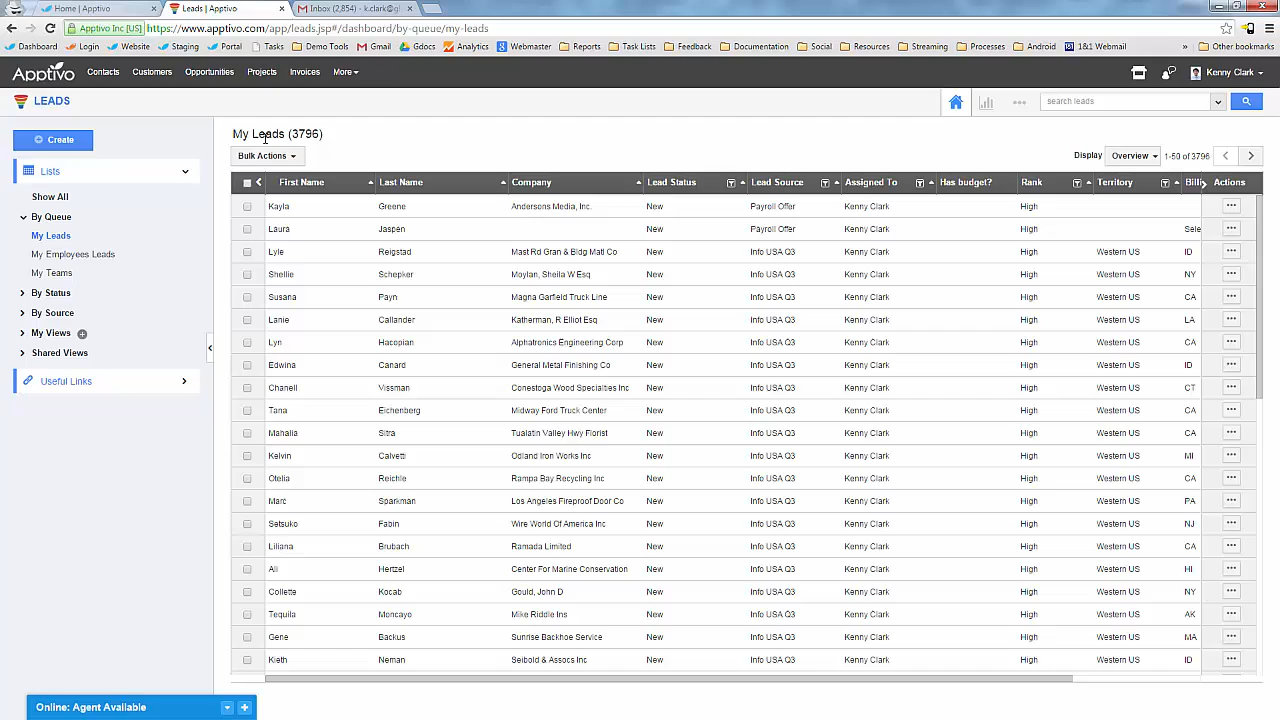 Home | Apptivo
Leads | Apptivo
Inbox (2,854) - k.clark@gl
Apptivo Inc [US]
https://www.apptivo.com/app/leads.jsp#/dashboard/by-queue/my-leads
Dashboard Login Website Staging Portal Tasks Demo Tools Gmail Gdocs Analytics Webmaster Reports Task Lists Feedback Documentation Social Resources Streaming Processes Android 1&1 Webmail » Other bookmarks
Apptivo Contacts Customers Opportunities Projects Invoices More Kenny Clark
LEADS
search leads
Create
Lists
Show All
By Queue
My Leads
My Employees Leads
My Teams
By Status
By Source
My Views
Shared Views
Useful Links
My Leads (3796)
Bulk Actions
Display Overview 1-50 of 3796
First Name Last Name Company Lead Status Lead Source Assigned To Has budget? Rank Territory Billi Actions
Kayla Greene Andersons Media, Inc. New Payroll Offer Kenny Clark High
Laura Jaspen New Payroll Offer Kenny Clark High Sele
Lyle Reigstad Mast Rd Gran & Bldg Matl Co New Info USA Q3 Kenny Clark High Western US ID
Shellie Schepker Moylan, Sheila W Esq New Info USA Q3 Kenny Clark High Western US NY
Susana Payn Magna Garfield Truck Line New Info USA Q3 Kenny Clark High Western US CA
Lanie Callander Kalherman, R Elliot Esq New Info USA Q3 Kenny Clark High Western US LA
Lyn Hacopian Alphatronics Engineering Corp New Info USA Q3 Kenny Clark High Western US CA
Edwina Canard General Metal Finishing Co New Info USA Q3 Kenny Clark High Western US ID
Chanell Vissman Conestoga Wood Specialties Inc New Info USA Q3 Kenny Clark High Western US CT
Tana Eichenberg Midway Ford Truck Center New Info USA Q3 Kenny Clark High Western US CA
Mahalia Sitra Tualatin Valley Hwy Florist New Info USA Q3 Kenny Clark High Western US CA
Kelvin Calvetti Oakland Iron Works Inc New Info USA Q3 Kenny Clark High Western US MI
Otelia Reichle Rampa Bay Recycling Inc New Info USA Q3 Kenny Clark High Western US CA
Marc Sparkman Los Angeles Fireproof Door Co New Info USA Q3 Kenny Clark High Western US PA
Setsuko Fabin Wire World Of America Inc New Info USA Q3 Kenny Clark High Western US NJ
Liliana Brubach Ramada Limited New Info USA Q3 Kenny Clark High Western US CA
Ali Hertzel Center For Marine Conservation New Info USA Q3 Kenny Clark High Western US HI
Collette Kocab Gould, John D New Info USA Q3 Kenny Clark High Western US NY
Tequila Moncayo Mike Riddle Ins New Info USA Q3 Kenny Clark High Western US AK
Gene Backus Sunrise Backhoe Service New Info USA Q3 Kenny Clark High Western US MA
Kieth Neman Seibold & Assocs Inc New Info USA Q3 Kenny Clark High Western US ID
Online: Agent Available